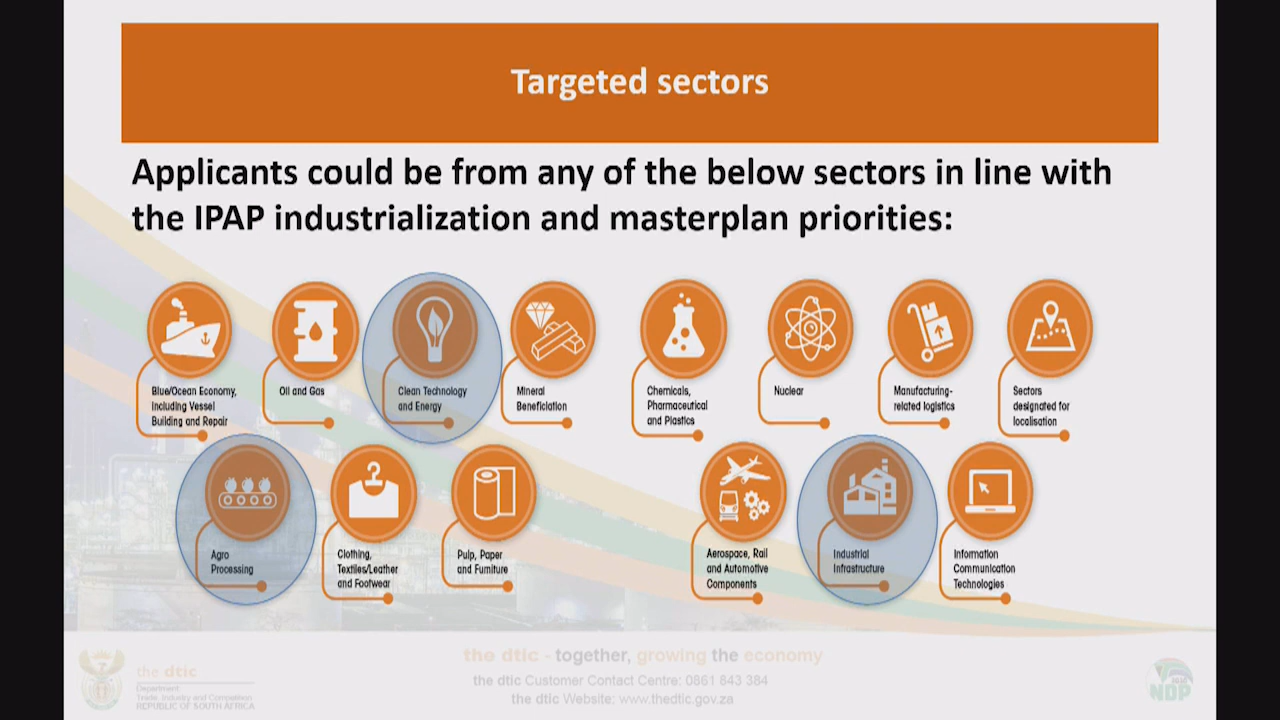 Targeted sectors
Applicants could be from any of the below sectors in line with
the IPAP industrialization and masterplan priorities:
Blue/Ocean Economy,
Including Vessel
Building and Repair
Oil and Gas
Clean Technology
and Energy
Mineral
Beneficiation
Chemicals,
Pharmaceutical
and Plastics
Nuclear
Manufacturing-
related logistics
Sectors
designated for
localisation
Agro
Processing
Clothing,
Textiles/Leather
and Footwear
Pulp, Paper
and Furniture
Aerospace, Rail
and Automotive
Components
Industrial
Infrastructure
Information
Communication
Technologies
the dtic - together, growing the economy
the dtic Customer Contact Centre: 0861 843 384
the dtic Website: www.thedtic.gov.za
the dtic
Department:
Trade, Industry and Competition
REPUBLIC OF SOUTH AFRICA
NDP